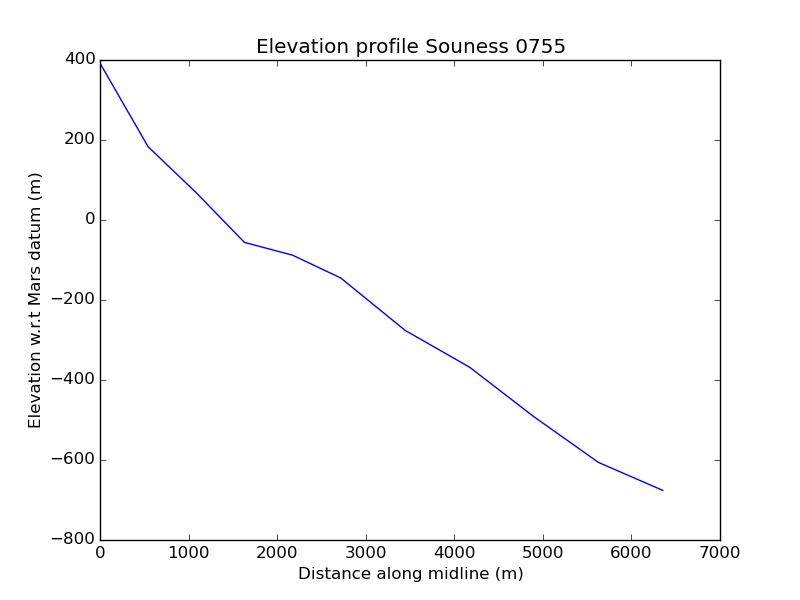 Elevation profile Souness 0755
400
200
0
−200
−400
−600
−800
Elevation w.r.t Mars datum (m)
0 1000 2000 3000 4000 5000 6000 7000
Distance along midline (m)